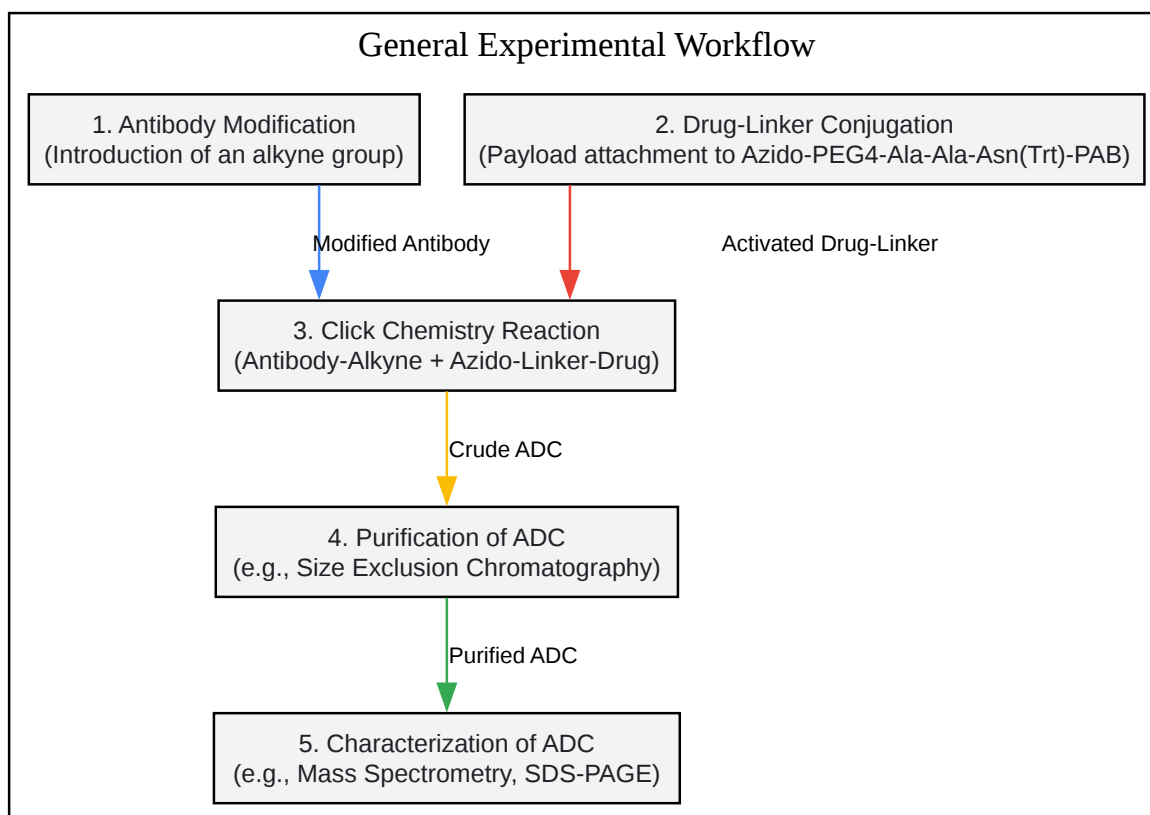 General Experimental Workflow
1. Antibody Modification
(Introduction of an alkyne group)
2. Drug-Linker Conjugation
(Payload attachment to Azido-PEG4-Ala-Ala-Asn(Trt)-PAB)
Modified Antibody
Activated Drug-Linker
3. Click Chemistry Reaction
(Antibody-Alkyne + Azido-Linker-Drug)
Crude ADC
4. Purification of ADC
(e.g., Size Exclusion Chromatography)
Purified ADC
5. Characterization of ADC
(e.g., Mass Spectrometry, SDS-PAGE)